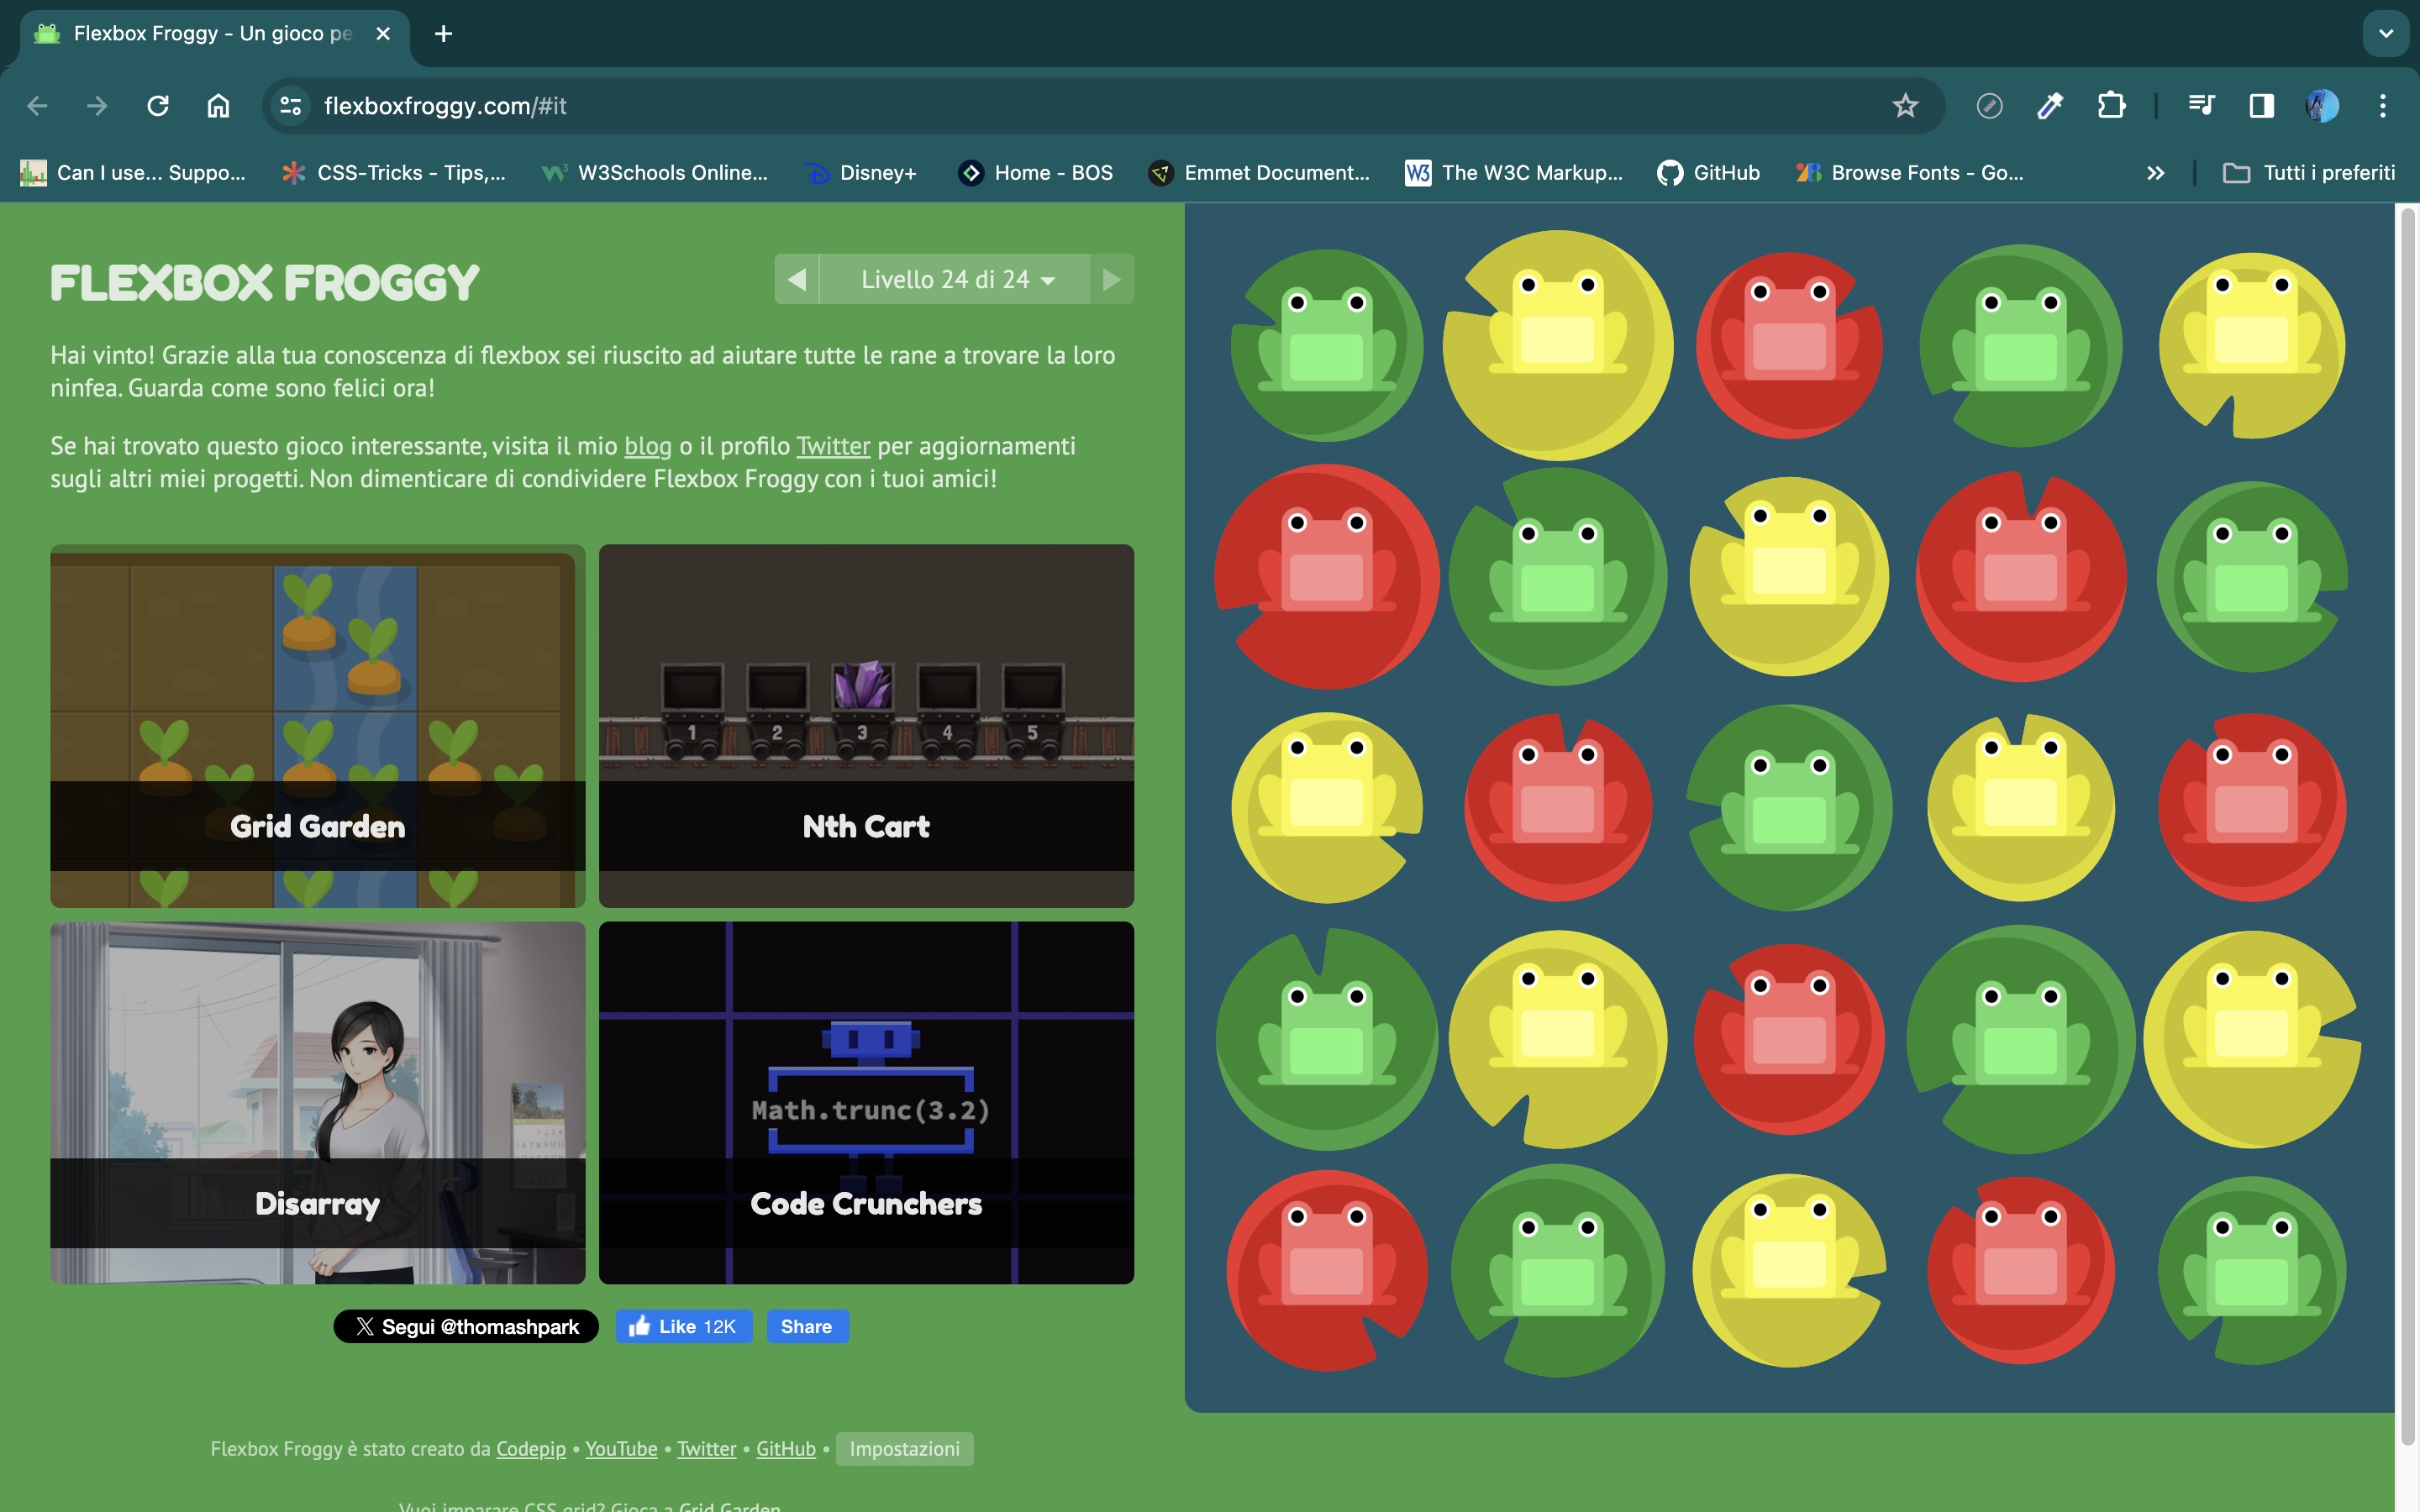 Flexbox Froggy - Un gioco pe
flexboxfroggy.com/#it
Can I use... Suppo...
CSS-Tricks - Tips,...
W3Schools Online...
Disney+
Home - BOS
Emmet Document...
The W3C Markup...
GitHub
Browse Fonts - Go...
Tutti i preferiti
FLEXBOX FROGGY
Livello 24 di 24
Hai vinto! Grazie alla tua conoscenza di flexbox sei riuscito ad aiutare tutte le rane a trovare la loro
ninfea. Guarda come sono felici ora!
Se hai trovato questo gioco interessante, visita il mio blog o il profilo Twitter per aggiornamenti
sugli altri miei progetti. Non dimenticare di condividere Flexbox Froggy con i tuoi amici!
Grid Garden
1 2 3 4 5
Nth Cart
Disarray
Math.trunc(3.2)
Code Crunchers
Segui @thomashpark
Like 12K
Share
Flexbox Froggy è stato creato da Codepip • YouTube • Twitter • GitHub • Impostazioni
Vuoi imparare CSS grid? Gioca a Grid Garden